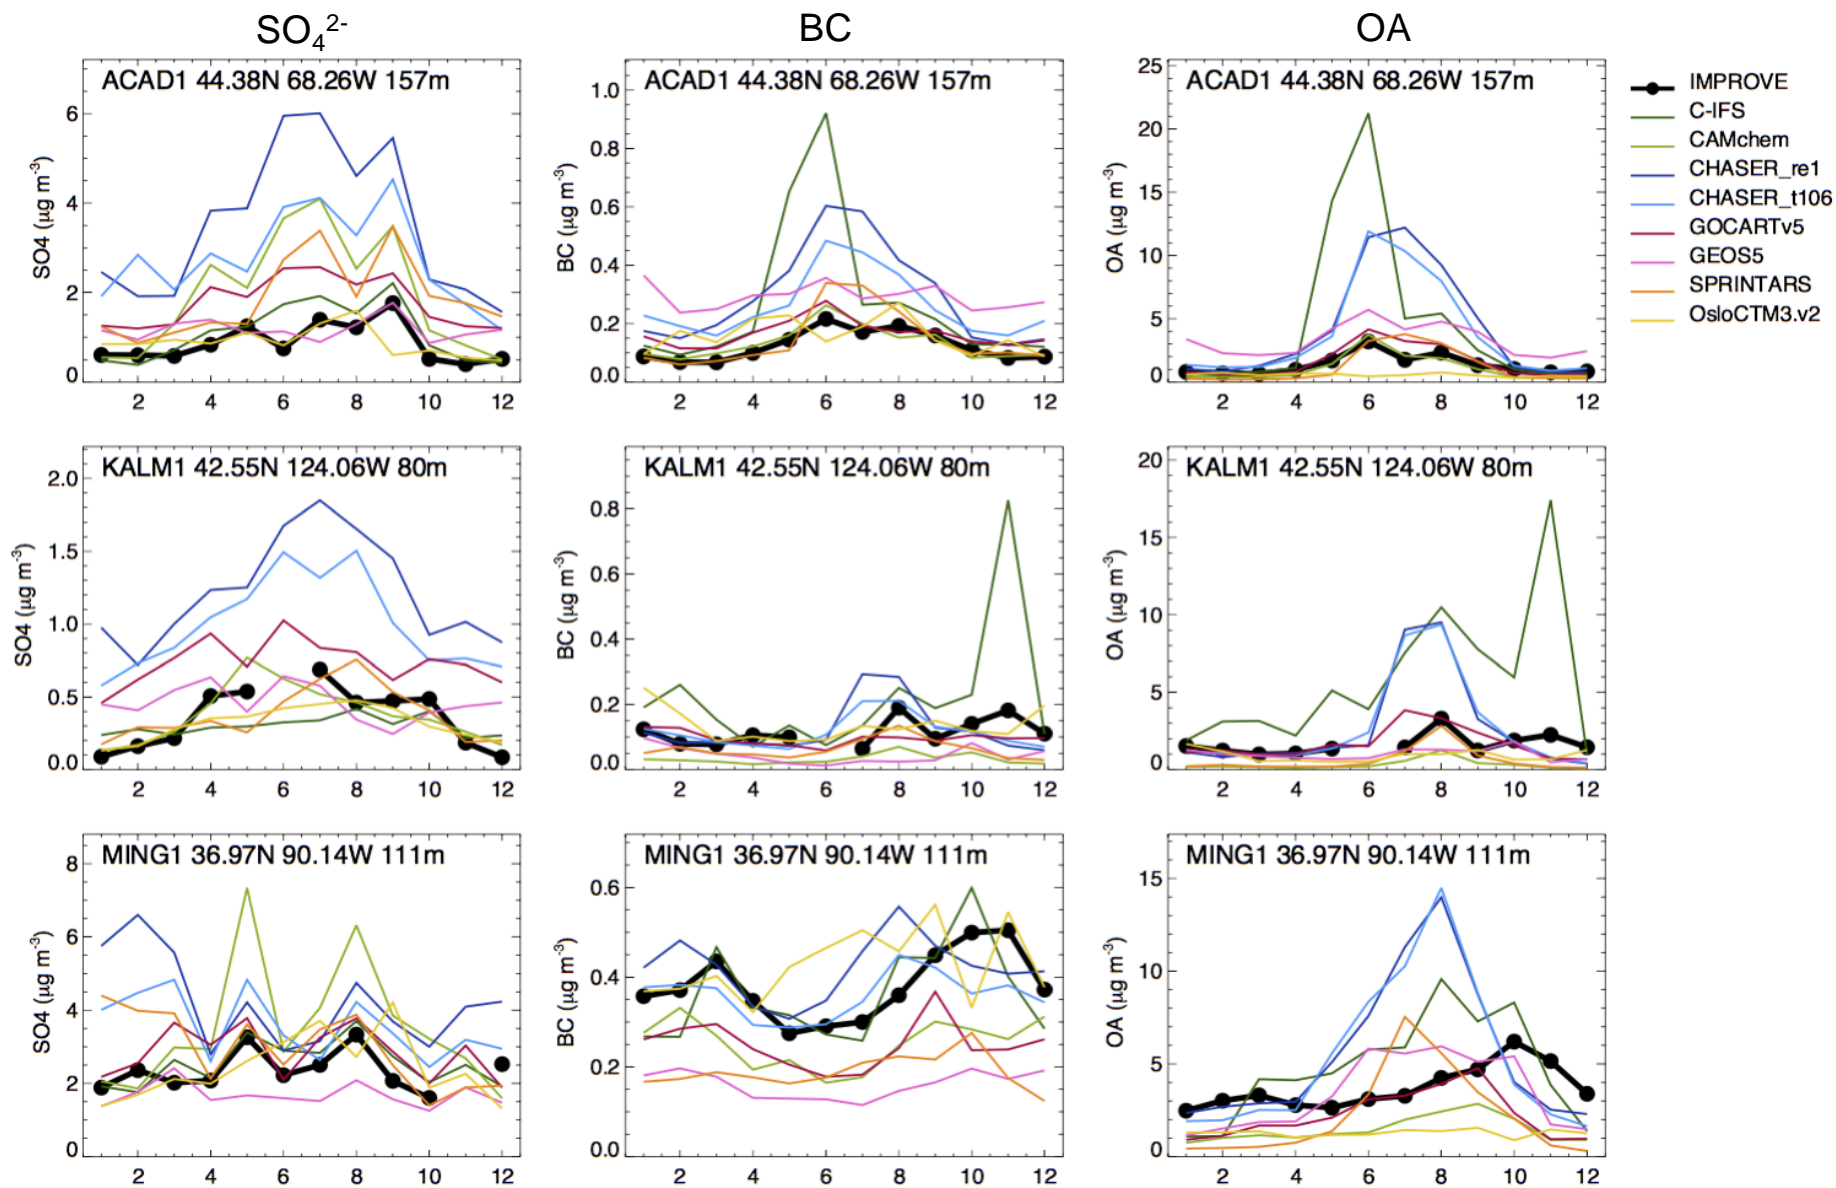 SO₄²⁻ BC OA
ACAD1 44.38N 68.26W 157m
SO4 (μg m⁻³)
6
4
2
0
2 4 6 8 10 12
ACAD1 44.38N 68.26W 157m
BC (μg m⁻³)
1.0
0.8
0.6
0.4
0.2
0.0
2 4 6 8 10 12
ACAD1 44.38N 68.26W 157m
OA (μg m⁻³)
25
20
15
10
5
0
2 4 6 8 10 12
IMPROVE
C-IFS
CAMchem
CHASER_re1
CHASER_t106
GOCARTv5
GEOS5
SPRINTARS
OsloCTM3.v2
KALM1 42.55N 124.06W 80m
SO4 (μg m⁻³)
2.0
1.5
1.0
0.5
0.0
2 4 6 8 10 12
KALM1 42.55N 124.06W 80m
BC (μg m⁻³)
0.8
0.6
0.4
0.2
0.0
2 4 6 8 10 12
KALM1 42.55N 124.06W 80m
OA (μg m⁻³)
20
15
10
5
0
2 4 6 8 10 12
MING1 36.97N 90.14W 111m
SO4 (μg m⁻³)
8
6
4
2
0
2 4 6 8 10 12
MING1 36.97N 90.14W 111m
BC (μg m⁻³)
0.6
0.4
0.2
0.0
2 4 6 8 10 12
MING1 36.97N 90.14W 111m
OA (μg m⁻³)
15
10
5
0
2 4 6 8 10 12